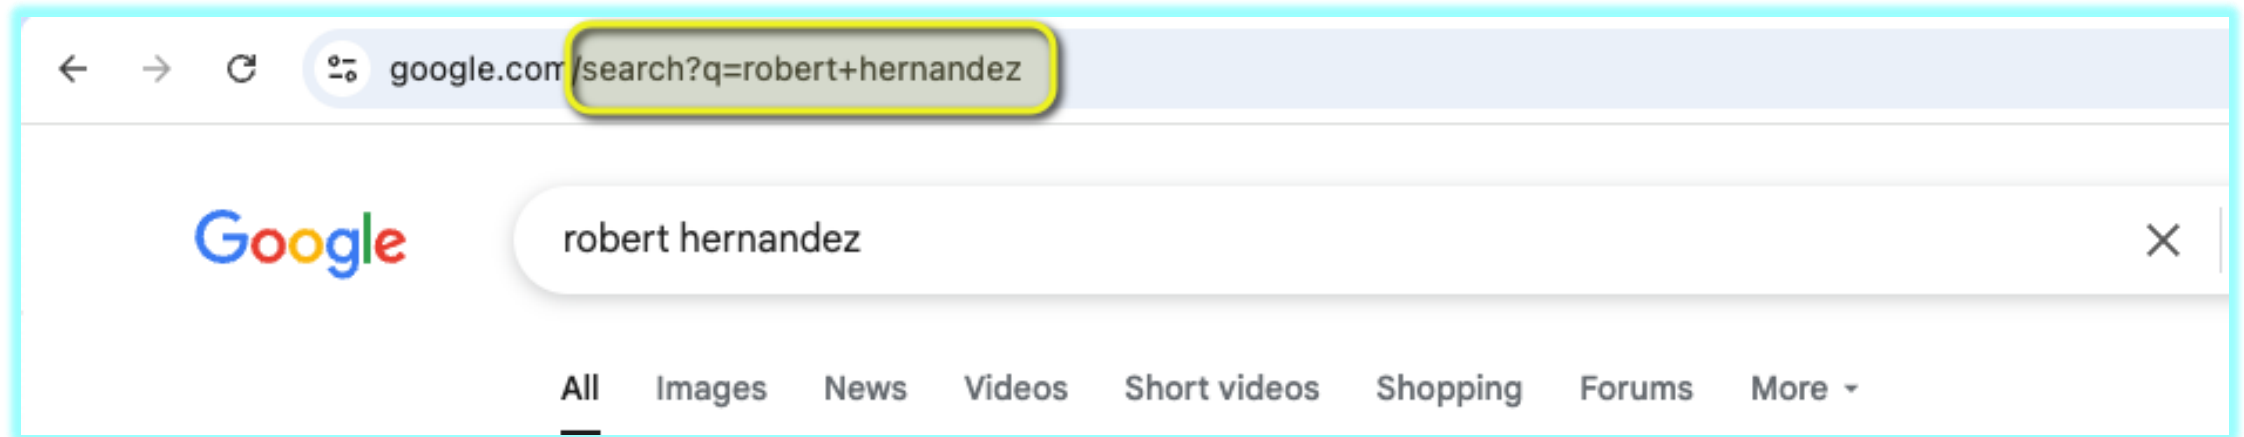 google.com/search?q=robert+hernandez
Google robert hernandez
All Images News Videos Short videos Shopping Forums More